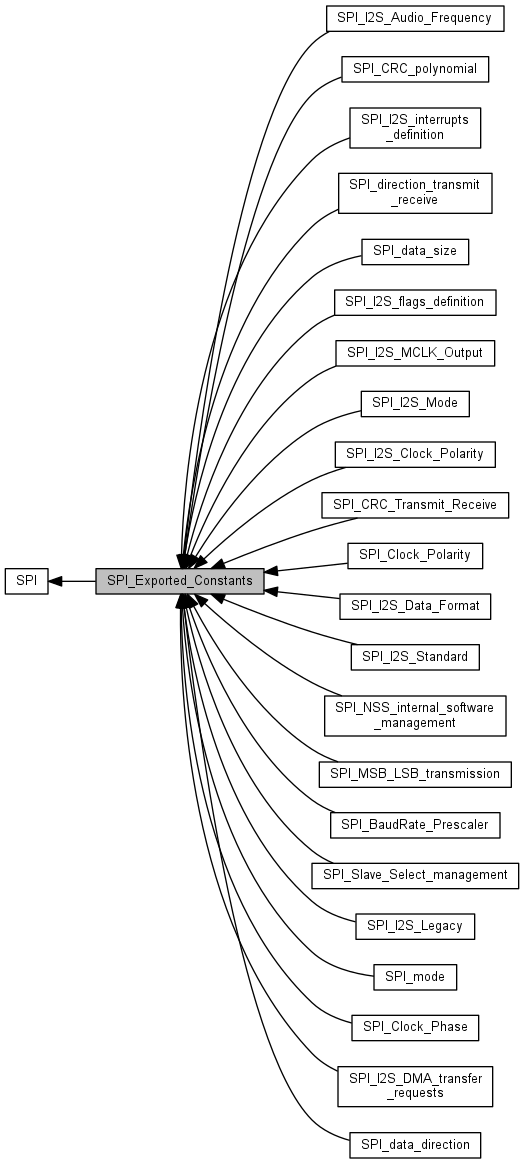 SPI_I2S_Audio_Frequency
SPI_CRC_polynomial
SPI_I2S_interrupts
_definition
SPI_direction_transmit
_receive
SPI_data_size
SPI_I2S_flags_definition
SPI_I2S_MCLK_Output
SPI_I2S_Mode
SPI_I2S_Clock_Polarity
SPI_CRC_Transmit_Receive
SPI_Clock_Polarity
SPI
SPI_Exported_Constants
SPI_I2S_Data_Format
SPI_I2S_Standard
SPI_NSS_internal_software
_management
SPI_MSB_LSB_transmission
SPI_BaudRate_Prescaler
SPI_Slave_Select_management
SPI_I2S_Legacy
SPI_mode
SPI_Clock_Phase
SPI_I2S_DMA_transfer
_requests
SPI_data_direction